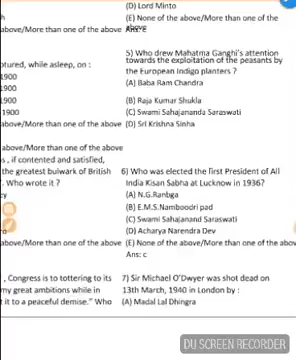 (D) Lord Minto
(E) None of the above/More than one of the
above
above/More than one of the above Ans: E
5) Who drew Mahatma Ganghi's attention
towards the exploitation of the peasants by
the European Indigo planters ?
(A) Baba Ram Chandra
(B) Raja Kumar Shukla
(C) Swami Sahajananda Saraswati
(D) Sri Krishna Sinha
ptured, while asleep, on :
1900
1900
1900
1900
above/More than one of the above
above/More than one of the above
s , if contented and satisfied,
the greatest bulwark of British
. Who wrote it ?
above/More than one of the above
6) Who was elected the first President of All
India Kisan Sabha at Lucknow in 1936?
(A) N.G.Ranbga
(B) E.M.S.Namboodri pad
(C) Swami Sahajanand Saraswati
(D) Acharya Narendra Dev
(E) None of the above/More than one of the abov
Ans: c
, Congress is to tottering to its
my great ambitions while in
t it to a peaceful demise." Who
7) Sir Michael O'Dwyer was shot dead on
13th March, 1940 in London by :
(A) Madal Lal Dhingra
DU SCREEN RECORDER